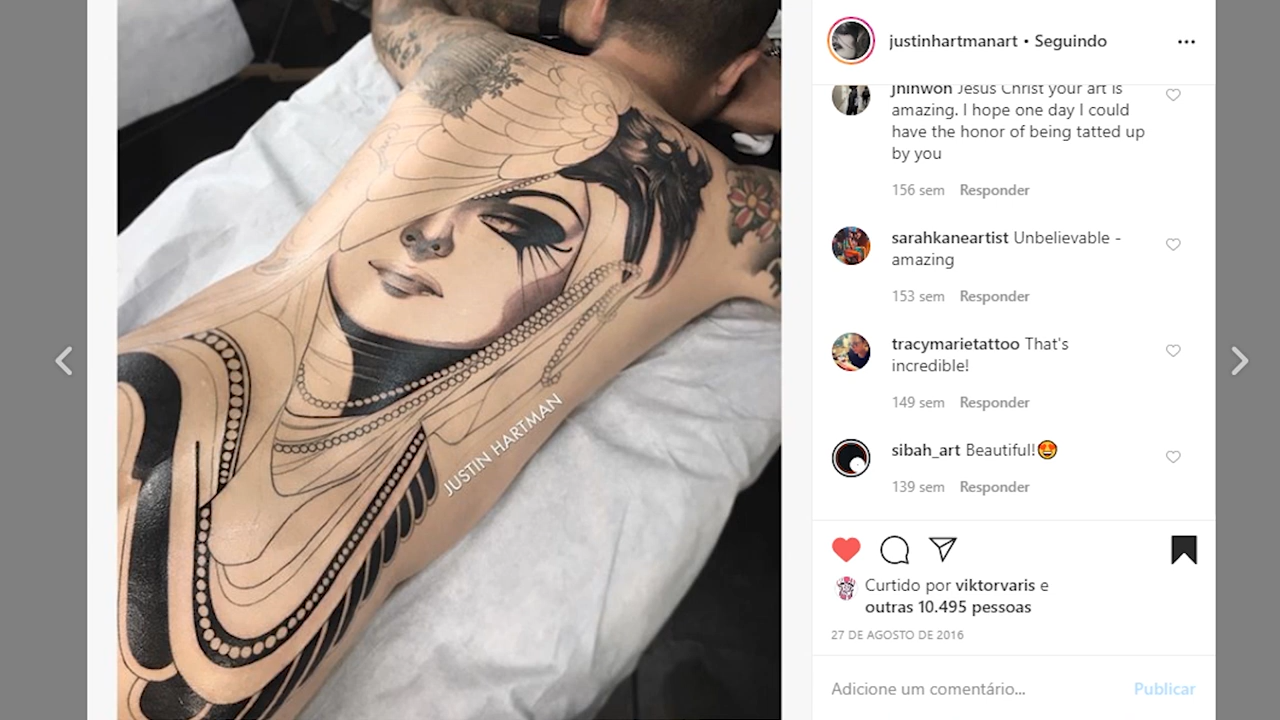 justinhartmanart • Seguindo
jhinwon Jesus Christ your art is
amazing. I hope one day I could
have the honor of being tatted up
by you
156 sem Responder
sarahkaneartist Unbelievable -
amazing
153 sem Responder
tracymarietattoo That's
incredible!
149 sem Responder
sibah_art Beautiful!🤩
139 sem Responder
JUSTIN HARTMAN
Curtido por viktorvaris e
outras 10.495 pessoas
27 DE AGOSTO DE 2016
Adicione um comentário... Publicar